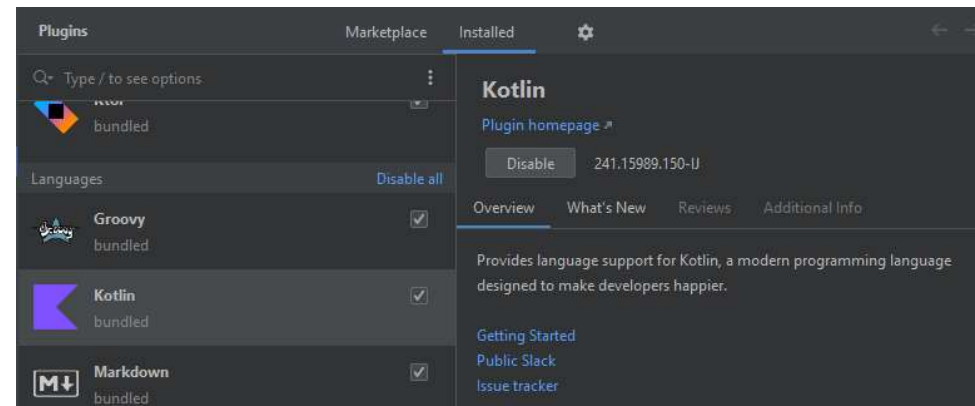 Plugins
Marketplace
Installed
Type / to see options
Ktor
bundled
Languages
Disable all
Groovy
bundled
Kotlin
bundled
Markdown
bundled
Kotlin
Plugin homepage ↗
Disable
241.15989.150-IJ
Overview
What's New
Reviews
Additional Info
Provides language support for Kotlin, a modern programming language
designed to make developers happier.
Getting Started
Public Slack
Issue tracker